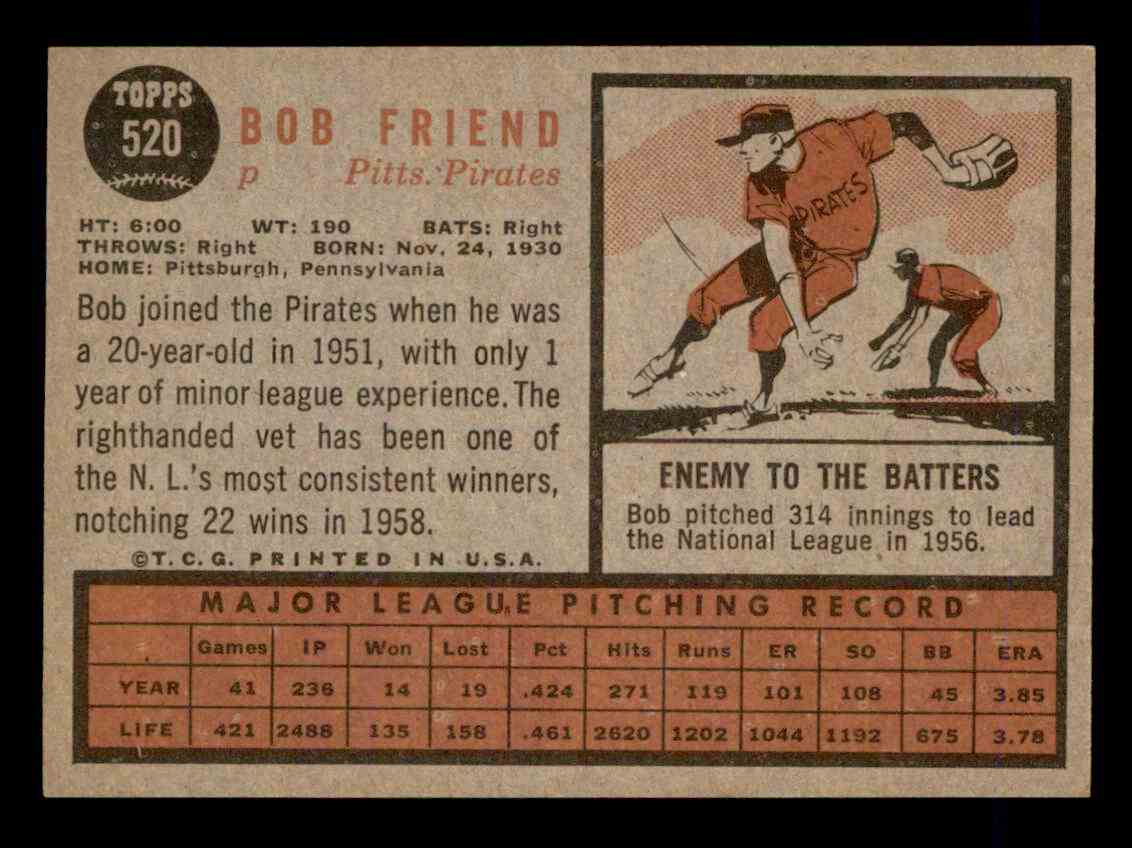 TOPPS
520
BOB FRIEND
p Pitts. Pirates
HT: 6:00 WT: 190 BATS: Right
THROWS: Right BORN: Nov. 24, 1930
HOME: Pittsburgh, Pennsylvania
Bob joined the Pirates when he was
a 20-year-old in 1951, with only 1
year of minor league experience. The
righthanded vet has been one of
the N. L.'s most consistent winners,
notching 22 wins in 1958.
©T. C. G. PRINTED IN U.S.A.
PIRATES
ENEMY TO THE BATTERS
Bob pitched 314 innings to lead
the National League in 1956.
MAJOR LEAGUE PITCHING RECORD
Games IP Won Lost Pct Hits Runs ER SO BB ERA
YEAR 41 236 14 19 .424 271 119 101 108 45 3.85
LIFE 421 2488 135 158 .461 2620 1202 1044 1192 675 3.78